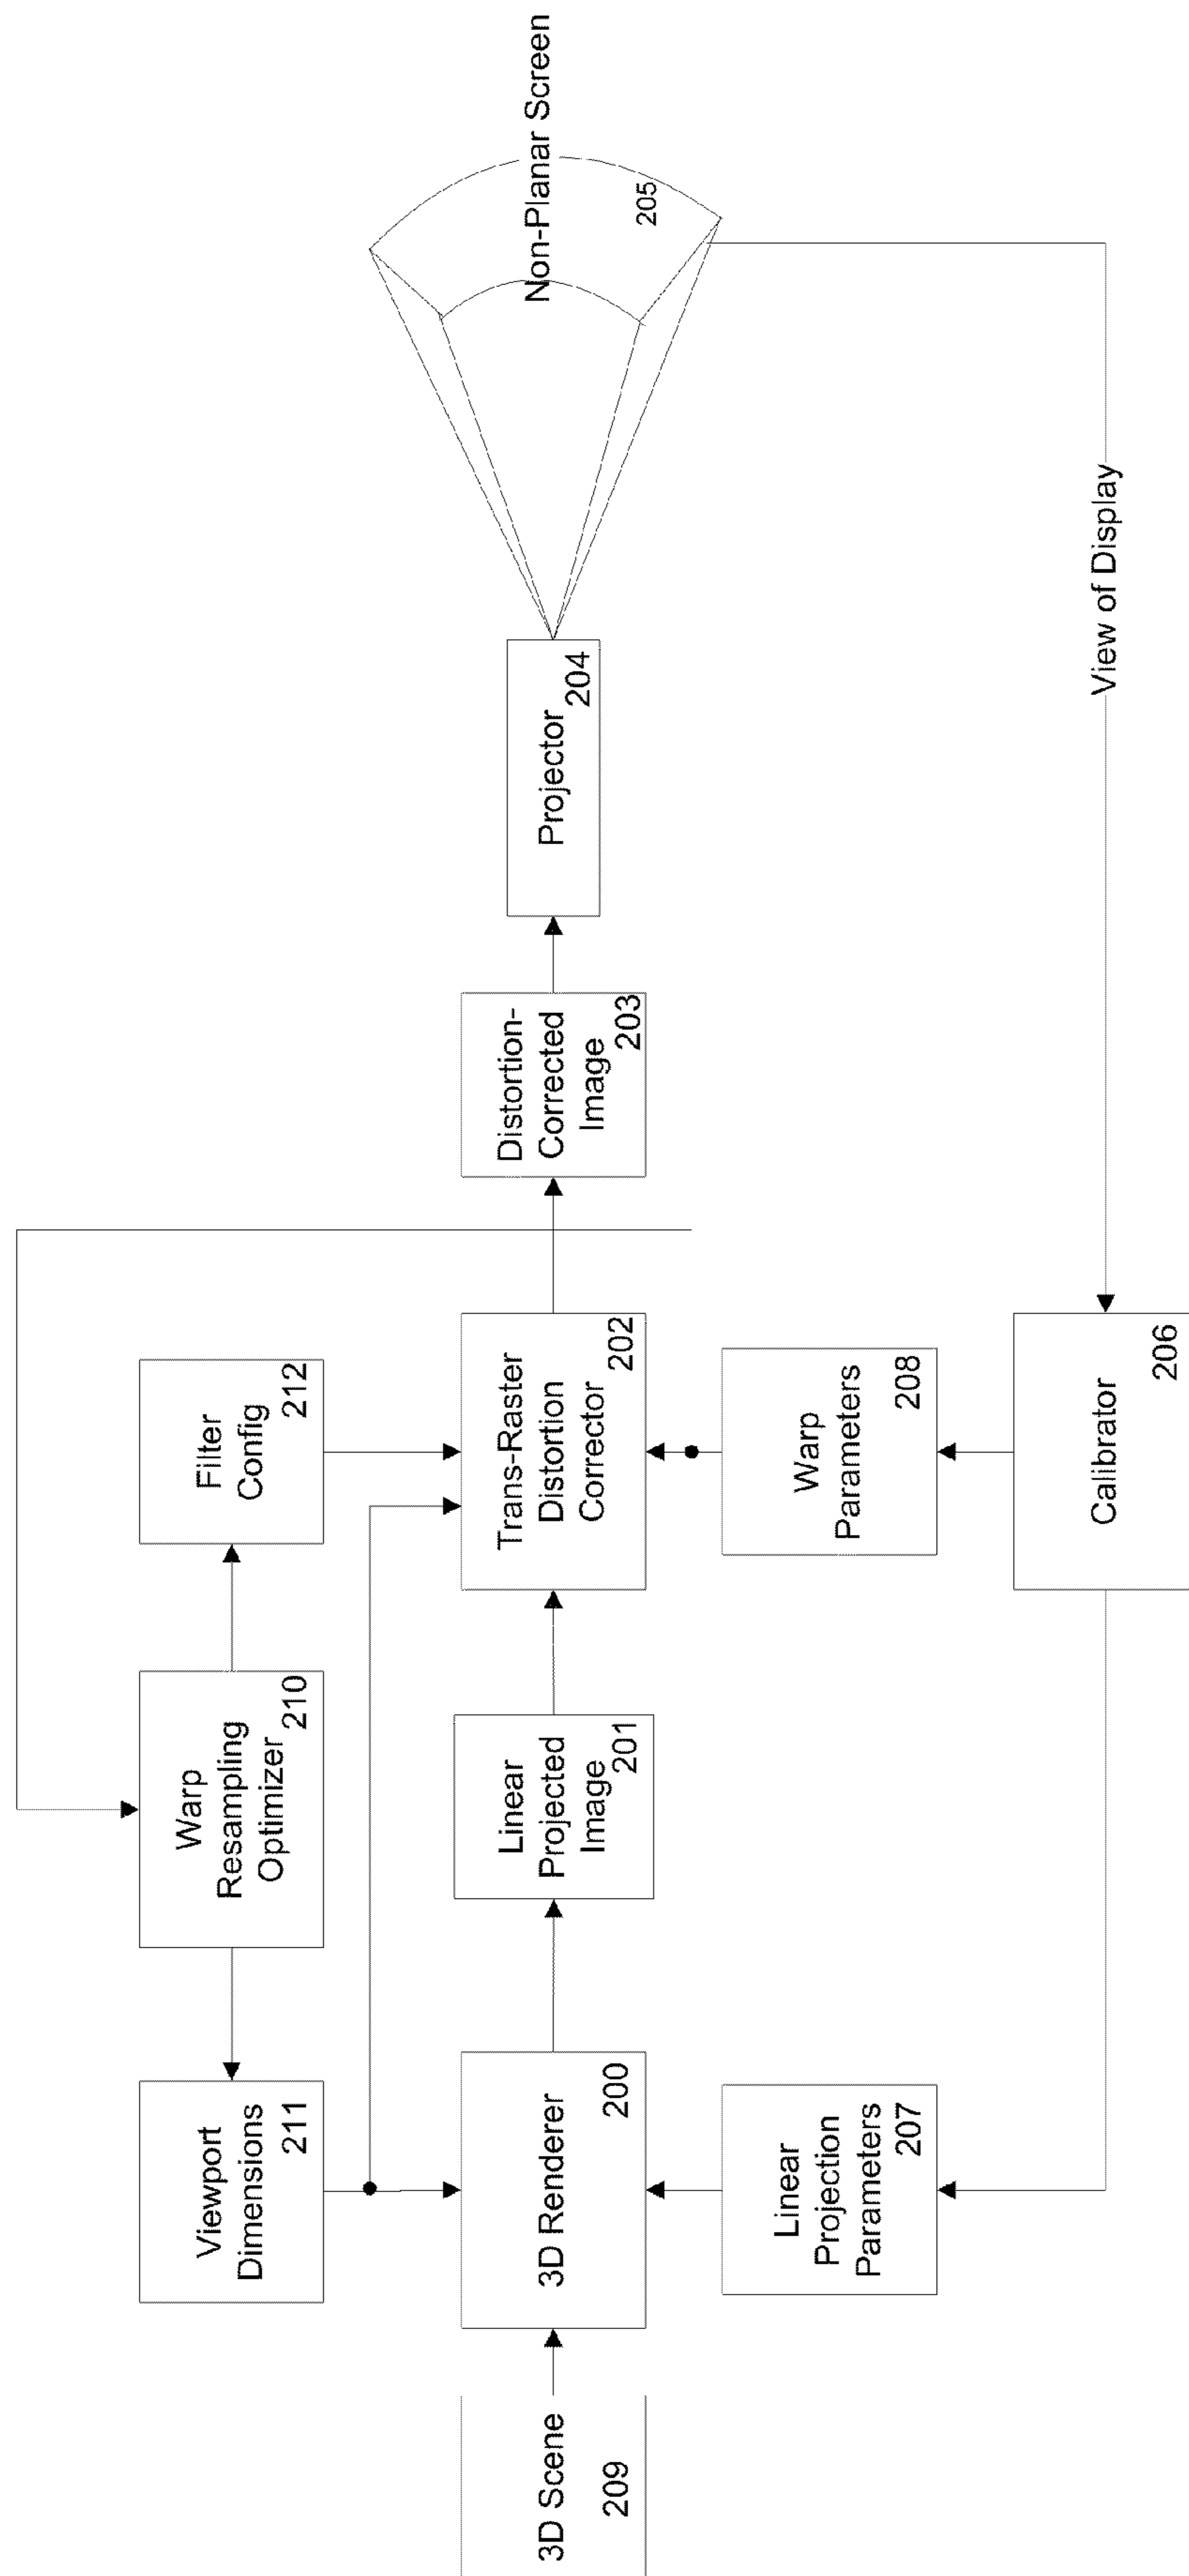 Viewport
Dimensions
211
Warp
Resampling
Optimizer
210
Filter
Config
212
3D Scene
209
3D Renderer
200
Linear
Projected
Image
201
Trans-Raster
Distortion
Corrector
202
Distortion-
Corrected
Image
203
Projector
204
Non-Planar Screen
205
Linear
Projection
Parameters
207
Warp
Parameters
208
Calibrator
206
View of Display